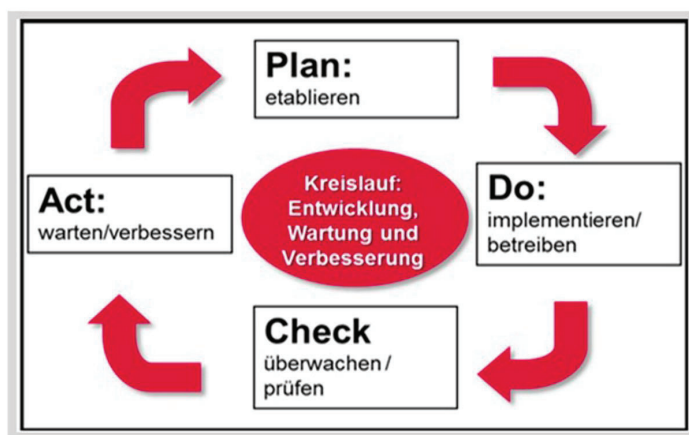 Plan:
etablieren
Do:
implementieren/
betreiben
Check
überwachen /
prüfen
Act:
warten/verbessern
Kreislauf:
Entwicklung,
Wartung und
Verbesserung